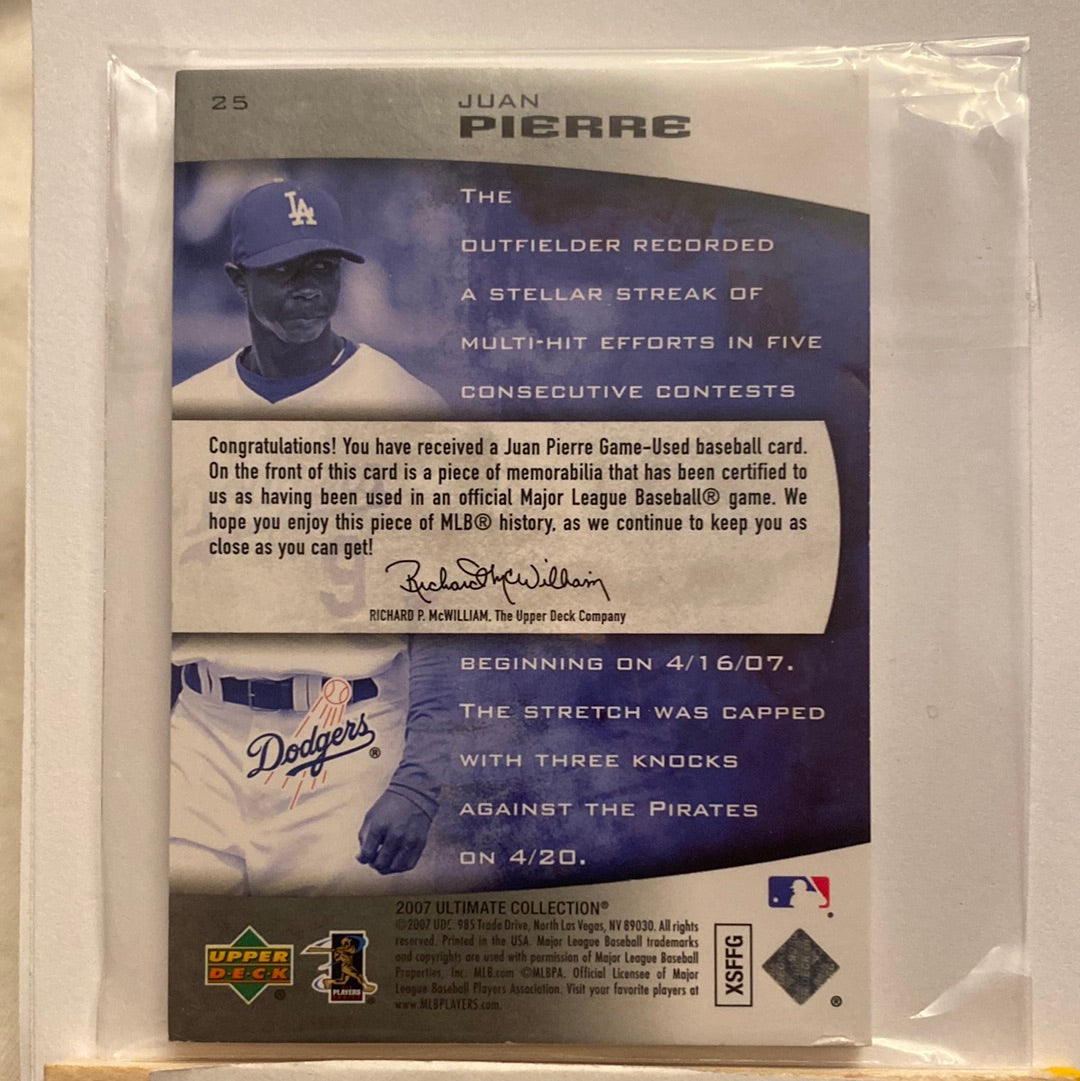 25
JUAN
PIERRE
LA
THE
OUTFIELDER RECORDED
A STELLAR STREAK OF
MULTI-HIT EFFORTS IN FIVE
CONSECUTIVE CONTESTS
Congratulations! You have received a Juan Pierre Game-Used baseball card.
On the front of this card is a piece of memorabilia that has been certified to
us as having been used in an official Major League Baseball® game. We
hope you enjoy this piece of MLB® history, as we continue to keep you as
close as you can get!
9
Richard McWilliam
RICHARD P. McWILLIAM, The Upper Deck Company
BEGINNING ON 4/16/07.
THE STRETCH WAS CAPPED
WITH THREE KNOCKS
AGAINST THE PIRATES
ON 4/20.
Dodgers®
2007 ULTIMATE COLLECTION®
©2007 UDC, 985 Trade Drive, North Las Vegas, NV 89030. All rights
reserved. Printed in the USA. Major League Baseball trademarks
and copyrights are used with permission of Major League Baseball
Properties, Inc. MLB.com ©MLBPA. Official Licensee of Major
League Baseball Players Association. Visit your favorite players at
www.MLBPLAYERS.com.
UPPER
DECK®
PLAYERS
XSFFG
®